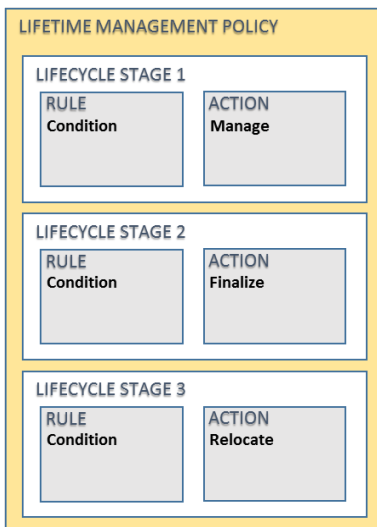 LIFETIME MANAGEMENT POLICY
LIFECYCLE STAGE 1
RULE
Condition
ACTION
Manage
LIFECYCLE STAGE 2
RULE
Condition
ACTION
Finalize
LIFECYCLE STAGE 3
RULE
Condition
ACTION
Relocate